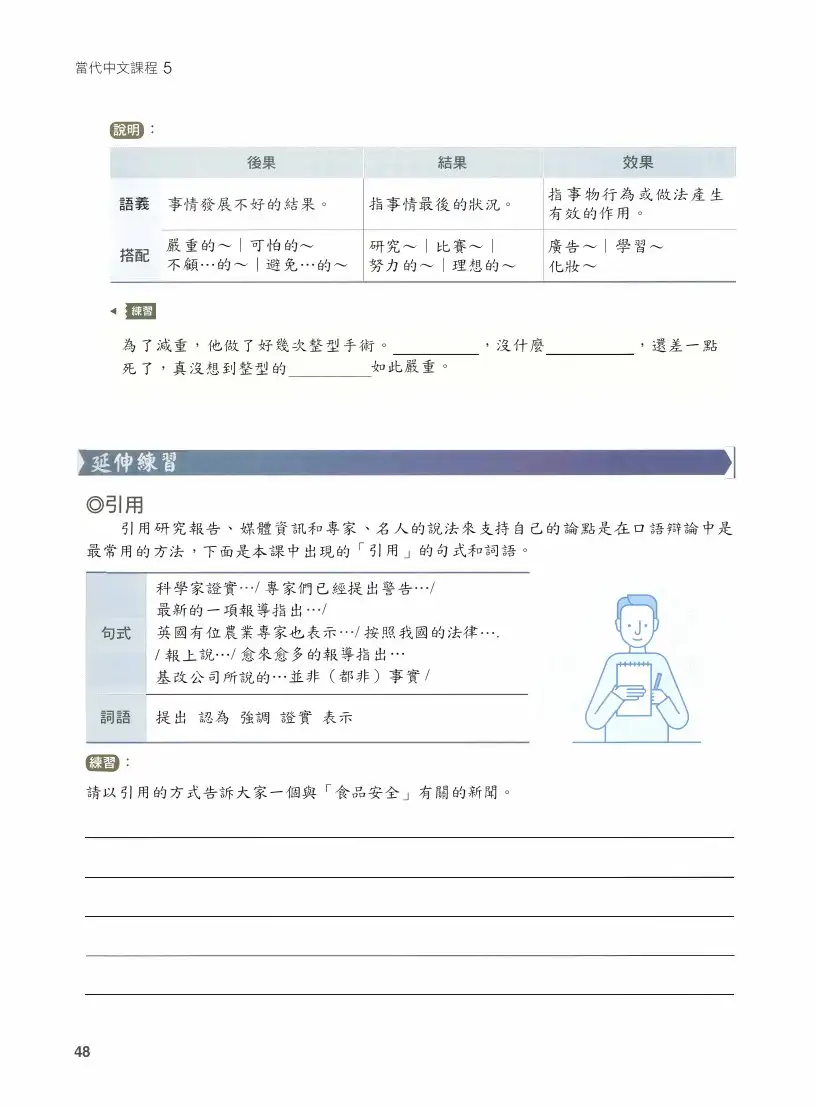 當代中文課程 5
說明：
後果 結果 效果
語義 事情發展不好的結果。 指事情最後的狀況。 指事物行為或做法產生
有效的作用。
搭配 嚴重的～｜可怕的～ 研究～｜比賽～｜ 廣告～｜學習～
不顧…的～｜避免…的～ 努力的～｜理想的～ 化妝～
練習
為了減重，他做了好幾次整型手術。__________，沒什麼__________，還差一點
死了，真沒想到整型的__________如此嚴重。
延伸練習
◎引用
引用研究報告、媒體資訊和專家、名人的說法來支持自己的論點是在口語辯論中是
最常用的方法，下面是本課中出現的「引用」的句式和詞語。
科學家證實…/ 專家們已經提出警告…/
最新的一項報導指出…/
句式 英國有位農業專家也表示…/ 按照我國的法律….
/ 報上說…/ 愈來愈多的報導指出…
基改公司所說的…並非（都非）事實 /
詞語 提出 認為 強調 證實 表示
練習：
請以引用的方式告訴大家一個與「食品安全」有關的新聞。
48